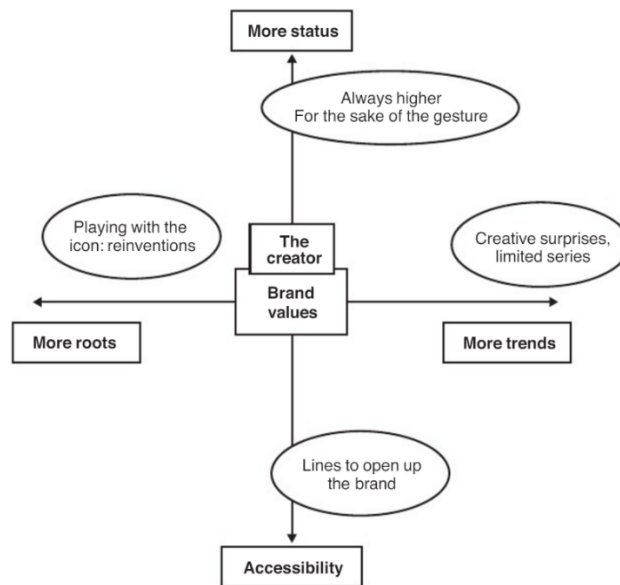 More status
Always higher
For the sake of the gesture
Playing with the
icon: reinventions
The
creator
Creative surprises,
limited series
Brand
values
More roots
More trends
Lines to open up
the brand
Accessibility